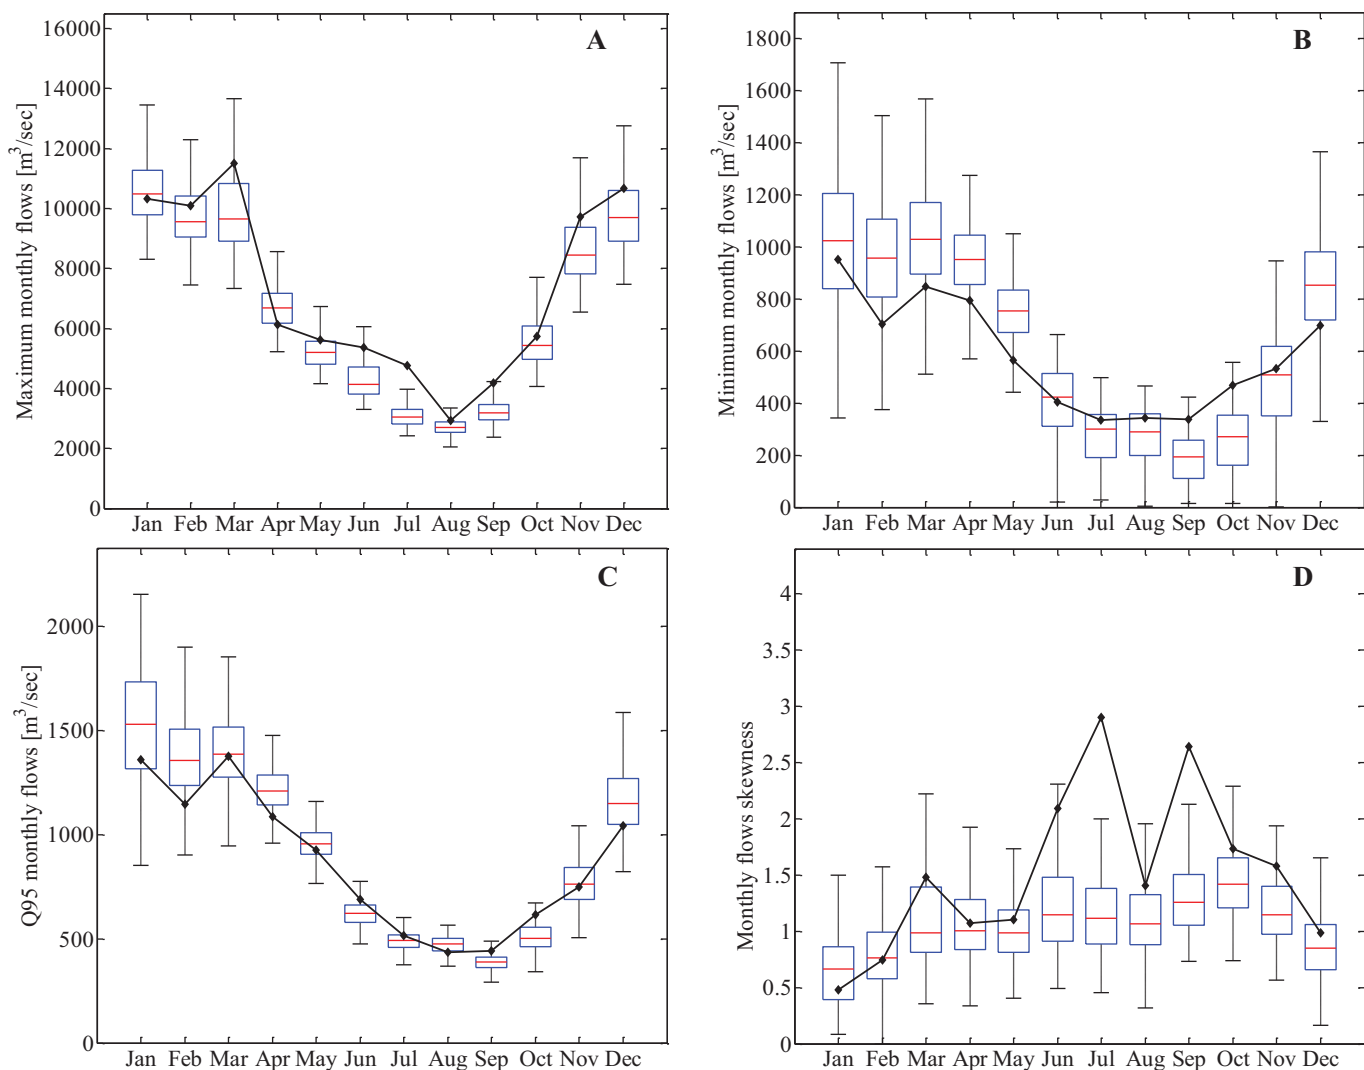 A
Maximum monthly flows [m³/sec]
16000
14000
12000
10000
8000
6000
4000
2000
0
Jan Feb Mar Apr May Jun Jul Aug Sep Oct Nov Dec
B
Minimum monthly flows [m³/sec]
1800
1600
1400
1200
1000
800
600
400
200
0
Jan Feb Mar Apr May Jun Jul Aug Sep Oct Nov Dec
C
Q95 monthly flows [m³/sec]
2000
1500
1000
500
0
Jan Feb Mar Apr May Jun Jul Aug Sep Oct Nov Dec
D
Monthly flows skewness
4
3.5
3
2.5
2
1.5
1
0.5
0
Jan Feb Mar Apr May Jun Jul Aug Sep Oct Nov Dec